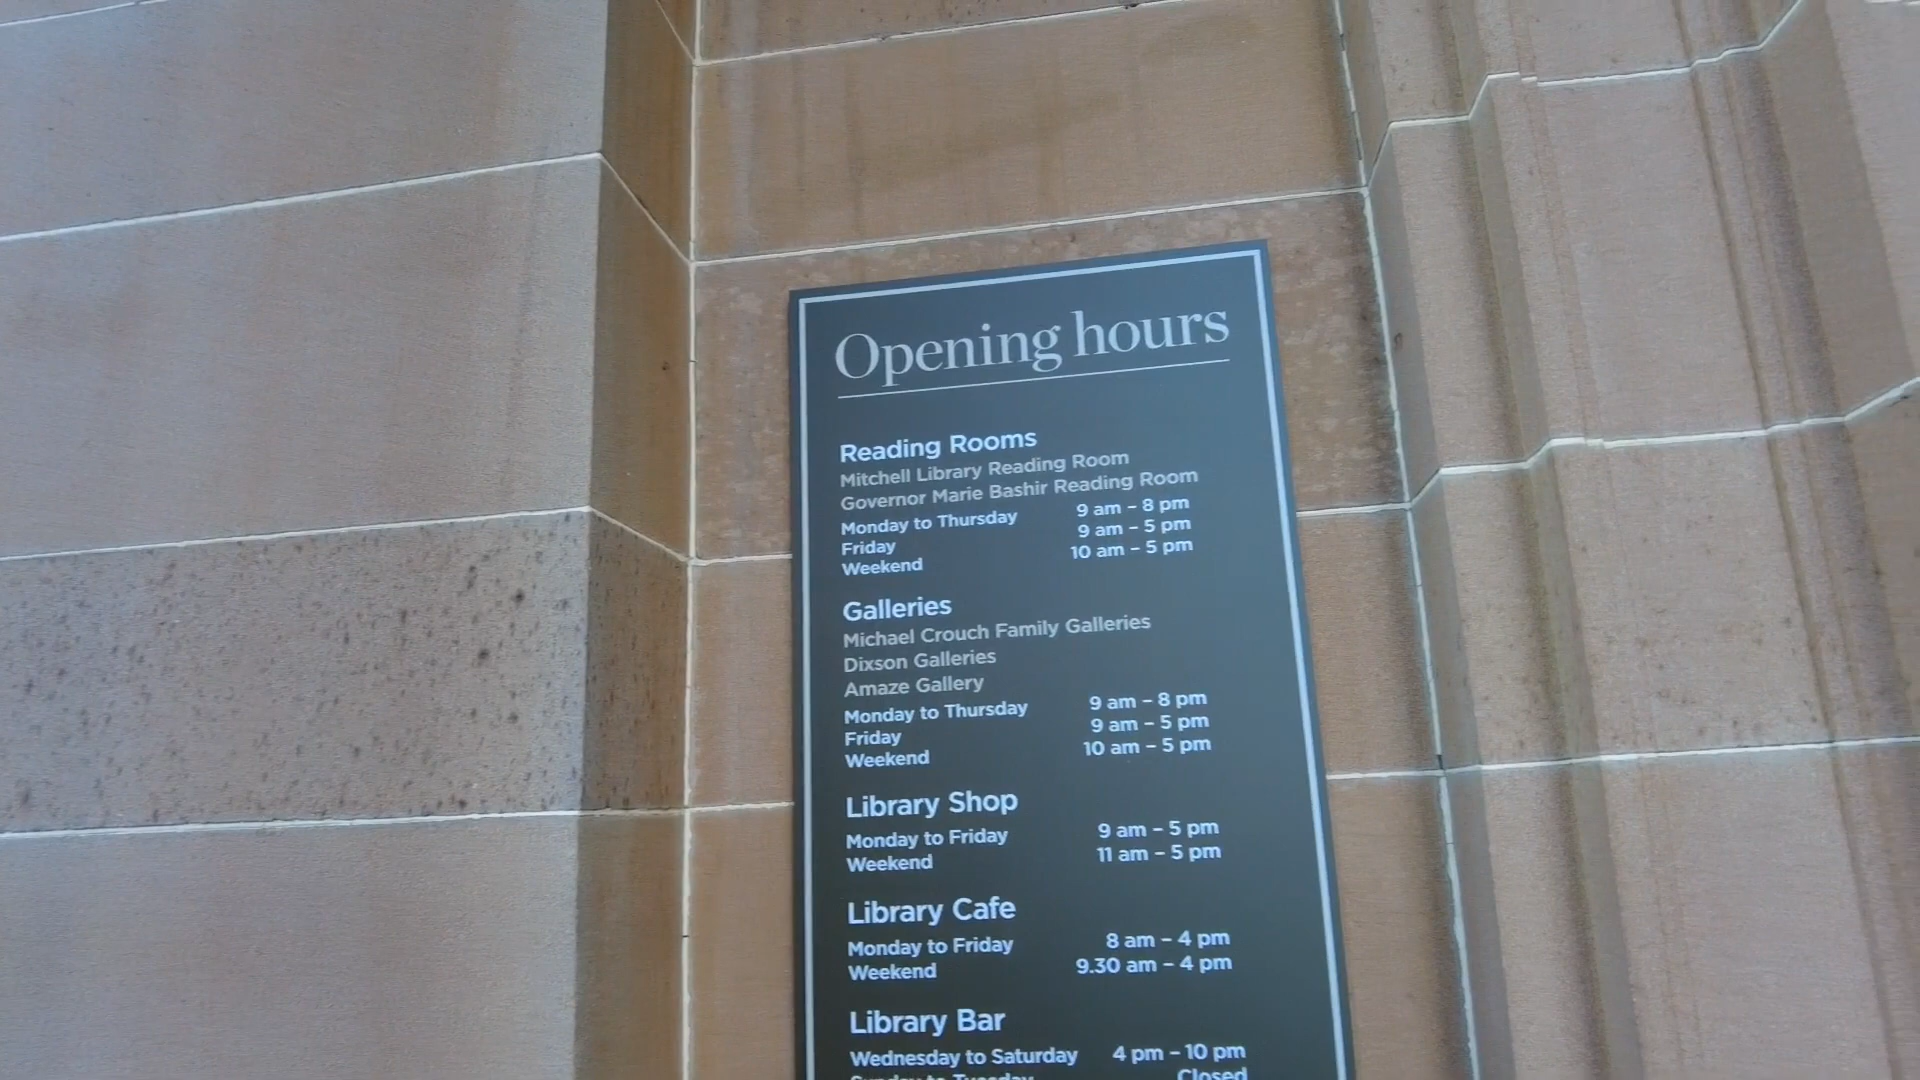 Opening hours
Reading Rooms
Mitchell Library Reading Room
Governor Marie Bashir Reading Room
Monday to Thursday 9 am – 8 pm
Friday 9 am – 5 pm
Weekend 10 am – 5 pm
Galleries
Michael Crouch Family Galleries
Dixson Galleries
Amaze Gallery
Monday to Thursday 9 am – 8 pm
Friday 9 am – 5 pm
Weekend 10 am – 5 pm
Library Shop
Monday to Friday 9 am – 5 pm
Weekend 11 am – 5 pm
Library Cafe
Monday to Friday 8 am – 4 pm
Weekend 9.30 am – 4 pm
Library Bar
Wednesday to Saturday 4 pm – 10 pm
Sunday to Tuesday Closed